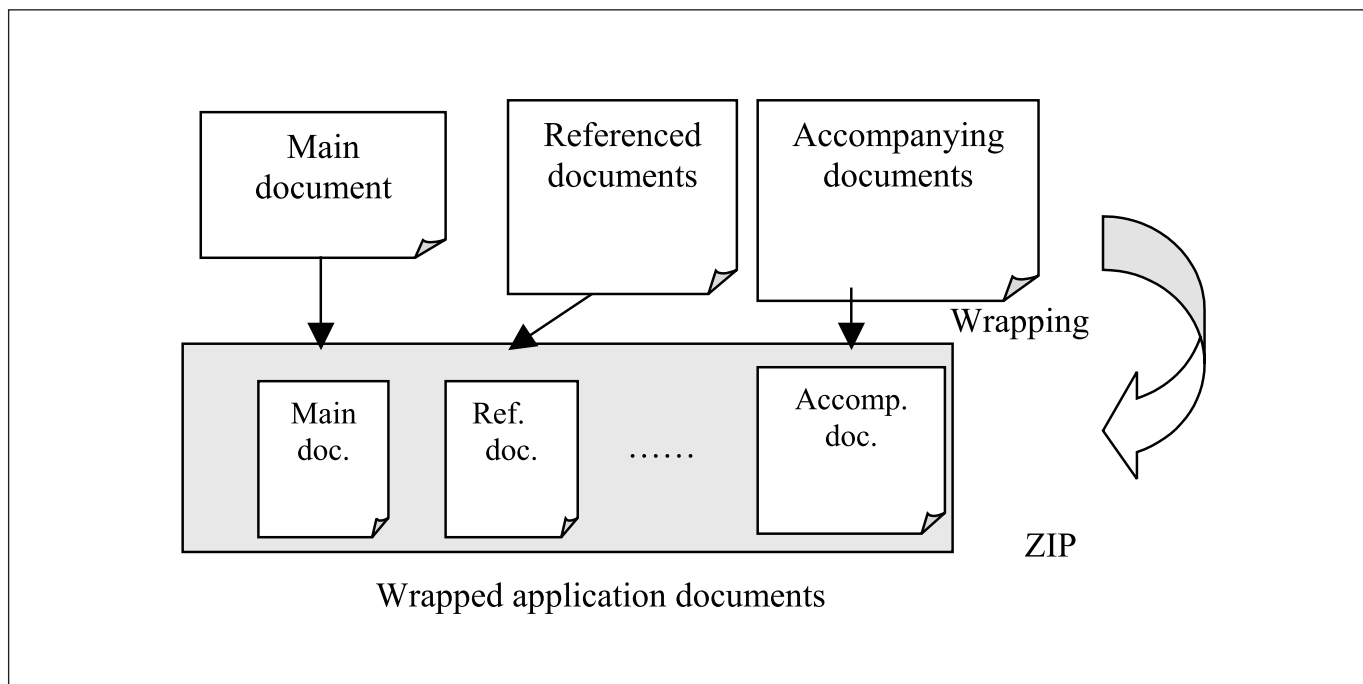 Main
document
Referenced
documents
Accompanying
documents
Wrapping
Main
doc.
Ref.
doc.
……
Accomp.
doc.
ZIP
Wrapped application documents